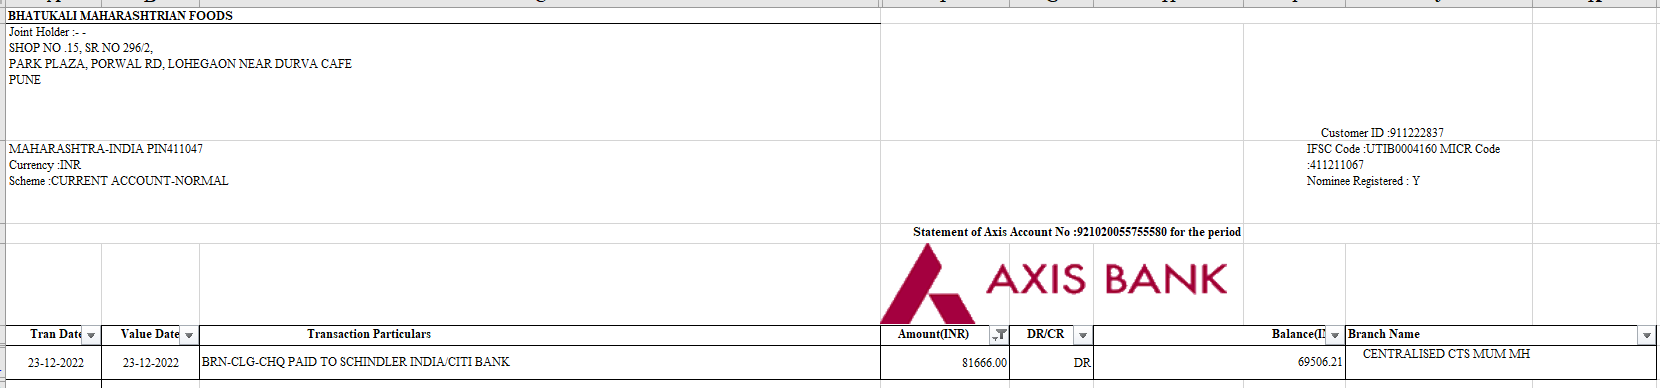 BHATUKALI MAHARASHTRIAN FOODS
Joint Holder :- -
SHOP NO .15, SR NO 296/2,
PARK PLAZA, PORWAL RD, LOHEGAON NEAR DURVA CAFE
PUNE
Customer ID :911222837
MAHARASHTRA-INDIA PIN411047
IFSC Code :UTIB0004160 MICR Code
:411211067
Currency :INR
Scheme :CURRENT ACCOUNT-NORMAL
Nominee Registered : Y
Statement of Axis Account No :921020055755580 for the period
AXIS BANK
Tran Date Value Date Transaction Particulars Amount(INR) DR/CR Balance(IN Branch Name
23-12-2022 23-12-2022 BRN-CLG-CHQ PAID TO SCHINDLER INDIA/CITI BANK 81666.00 DR 69506.21 CENTRALISED CTS MUM MH